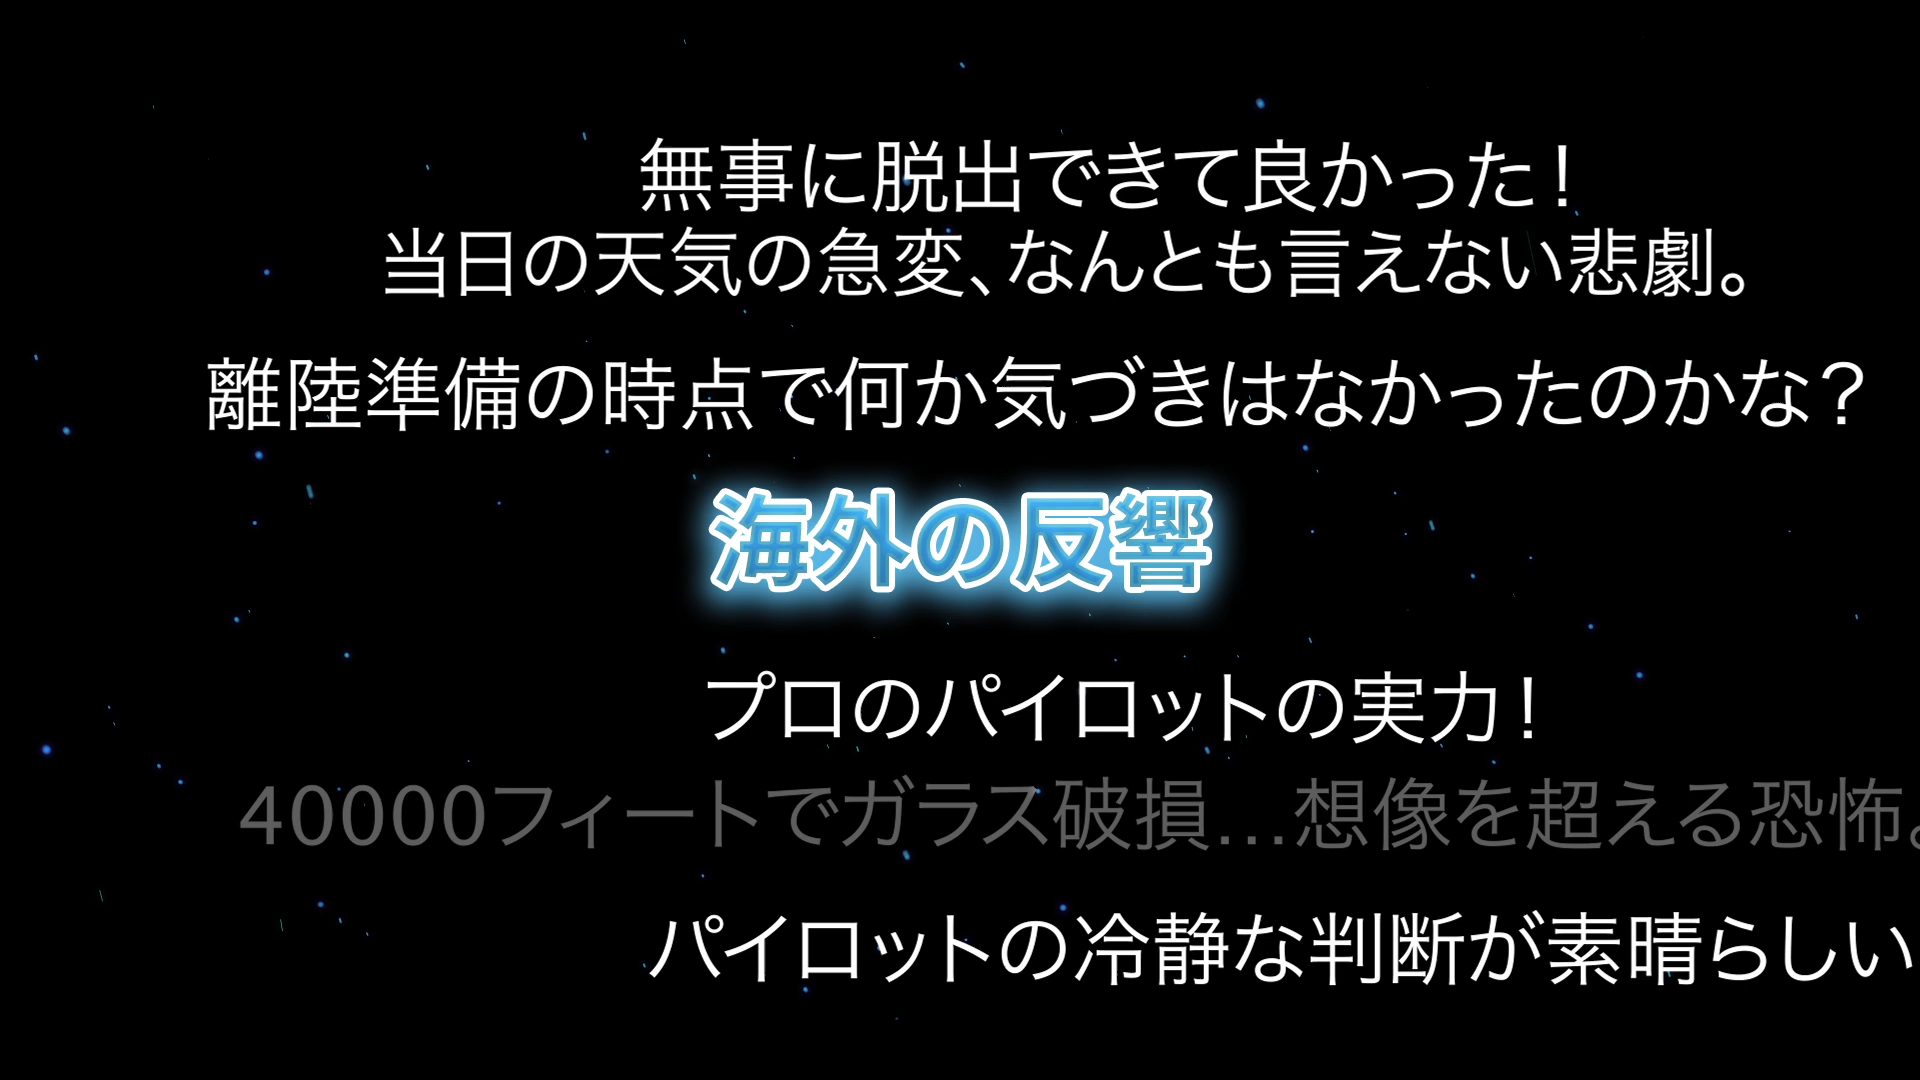 無事に脱出できて良かった！
当日の天気の急変、なんとも言えない悲劇。
離陸準備の時点で何か気づきはなかったのかな？
海外の反響
プロのパイロットの実力！
40000フィートでガラス破損…想像を超える恐怖。
パイロットの冷静な判断が素晴らしい